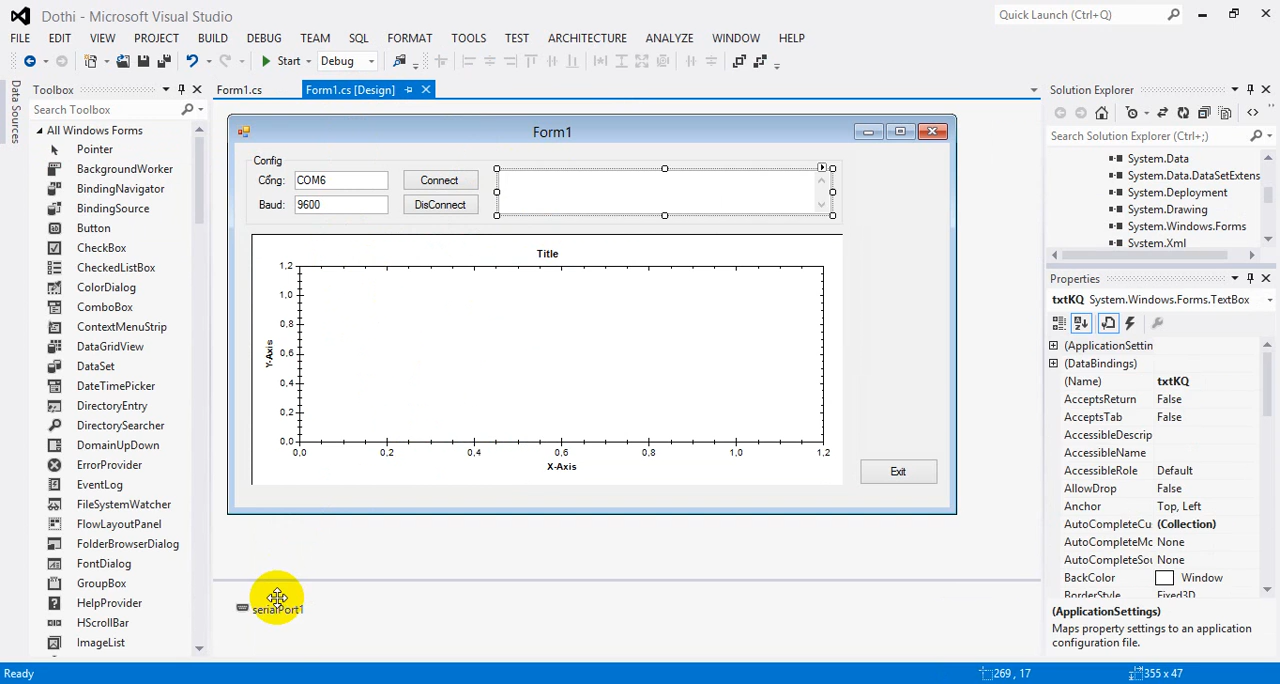 Dothi - Microsoft Visual Studio
Quick Launch (Ctrl+Q)
FILE EDIT VIEW PROJECT BUILD DEBUG TEAM SQL FORMAT TOOLS TEST ARCHITECTURE ANALYZE WINDOW HELP
Start Debug
Data Sources
Toolbox
Search Toolbox
All Windows Forms
Pointer
BackgroundWorker
BindingNavigator
BindingSource
Button
CheckBox
CheckedListBox
ColorDialog
ComboBox
ContextMenuStrip
DataGridView
DataSet
DateTimePicker
DirectoryEntry
DirectorySearcher
DomainUpDown
ErrorProvider
EventLog
FileSystemWatcher
FlowLayoutPanel
FolderBrowserDialog
FontDialog
GroupBox
HelpProvider
HScrollBar
ImageList
Form1.cs
Form1.cs [Design]
Form1
Config
Cổng: COM6 Connect
Baud: 9600 DisConnect
Title
1,2
1,0
0,8
0,6
0,4
0,2
0,0
Y-Axis
0,0 0,2 0,4 0,6 0,8 1,0 1,2
X-Axis
Exit
serialPort1
Solution Explorer
Search Solution Explorer (Ctrl+;)
System.Data
System.Data.DataSetExtens
System.Deployment
System.Drawing
System.Windows.Forms
System.Xml
Properties
txtKQ System.Windows.Forms.TextBox
(ApplicationSettin
(DataBindings)
(Name) txtKQ
AcceptsReturn False
AcceptsTab False
AccessibleDescrip
AccessibleName
AccessibleRole Default
AllowDrop False
Anchor Top, Left
AutoCompleteCu (Collection)
AutoCompleteMo None
AutoCompleteSou None
BackColor Window
BorderStyle Fixed3D
(ApplicationSettings)
Maps property settings to an application
configuration file.
Ready
269 , 17
355 x 47